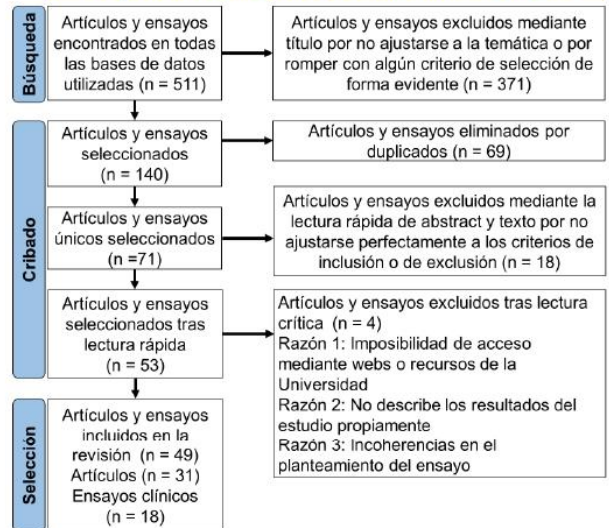 Búsqueda
Artículos y ensayos
encontrados en todas
las bases de datos
utilizadas (n = 511)
Artículos y ensayos excluidos mediante
título por no ajustarse a la temática o por
romper con algún criterio de selección de
forma evidente (n = 371)
Cribado
Artículos y ensayos
seleccionados
(n = 140)
Artículos y ensayos eliminados por
duplicados (n = 69)
Artículos y ensayos
únicos seleccionados
(n =71)
Artículos y ensayos excluidos mediante la
lectura rápida de abstract y texto por no
ajustarse perfectamente a los criterios de
inclusión o de exclusión (n = 18)
Artículos y ensayos
seleccionados tras
lectura rápida
(n = 53)
Artículos y ensayos excluidos tras lectura
crítica (n = 4)
Razón 1: Imposibilidad de acceso
mediante webs o recursos de la
Universidad
Razón 2: No describe los resultados del
estudio propiamente
Razón 3: Incoherencias en el
planteamiento del ensayo
Selección
Artículos y ensayos
incluidos en la
revisión (n = 49)
Artículos (n = 31)
Ensayos clínicos
(n = 18)